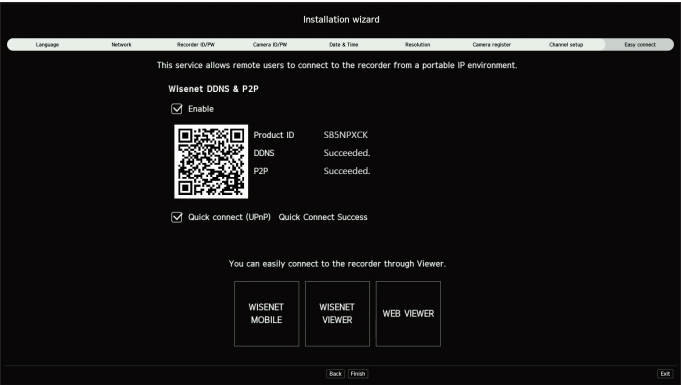 Installation wizard
Language Network Recorder ID/PW Camera ID/PW Date & Time Resolution Camera register Channel setup Easy connect
This service allows remote users to connect to the recorder from a portable IP environment.
Wisenet DDNS & P2P
Enable
Product ID SB5NPXCK
DDNS Succeeded.
P2P Succeeded.
Quick connect (UPnP) Quick Connect Success
You can easily connect to the recorder through Viewer.
WISENET MOBILE
WISENET VIEWER
WEB VIEWER
Back Finish Exit